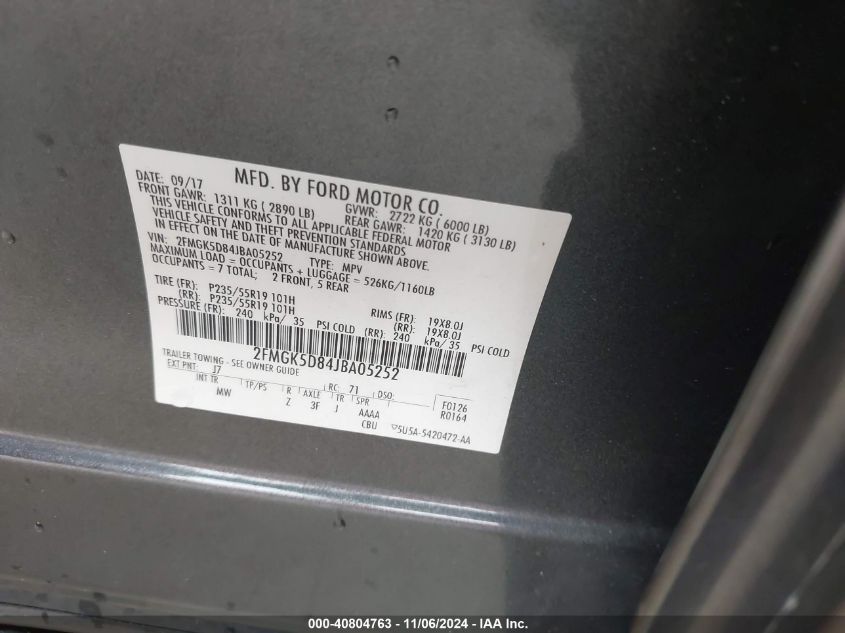 MFD. BY FORD MOTOR CO.
DATE: 09/17
GVWR: 2722 KG ( 6000 LB)
FRONT GAWR: 1311 KG ( 2890 LB)
REAR GAWR: 1420 KG ( 3130 LB)
THIS VEHICLE CONFORMS TO ALL APPLICABLE FEDERAL MOTOR
VEHICLE SAFETY AND THEFT PREVENTION STANDARDS
IN EFFECT ON THE DATE OF MANUFACTURE SHOWN ABOVE.
VIN: 2FMGK5D84JBA05252 TYPE: MPV
MAXIMUM LOAD = OCCUPANTS + LUGGAGE = 526KG/1160LB
OCCUPANTS = 7 TOTAL; 2 FRONT, 5 REAR
TIRE (FR): P235/55R19 101H RIMS (FR): 19X8.0J
(RR): P235/55R19 101H (RR): 19X8.0J
PRESSURE (FR): 240 kPa/ 35 PSI COLD (RR): 240 kPa/ 35 PSI COLD
2FMGK5D84JBA05252
TRAILER TOWING - SEE OWNER GUIDE
EXT PNT: J7 RC: 71 DSO:
INT TR TP/PS R AXLE TR SPR F0126
MW Z 3F J AAAA R0164
CBU ▽5U5A-5420472-AA
000-40804763 - 11/06/2024 - IAA Inc.